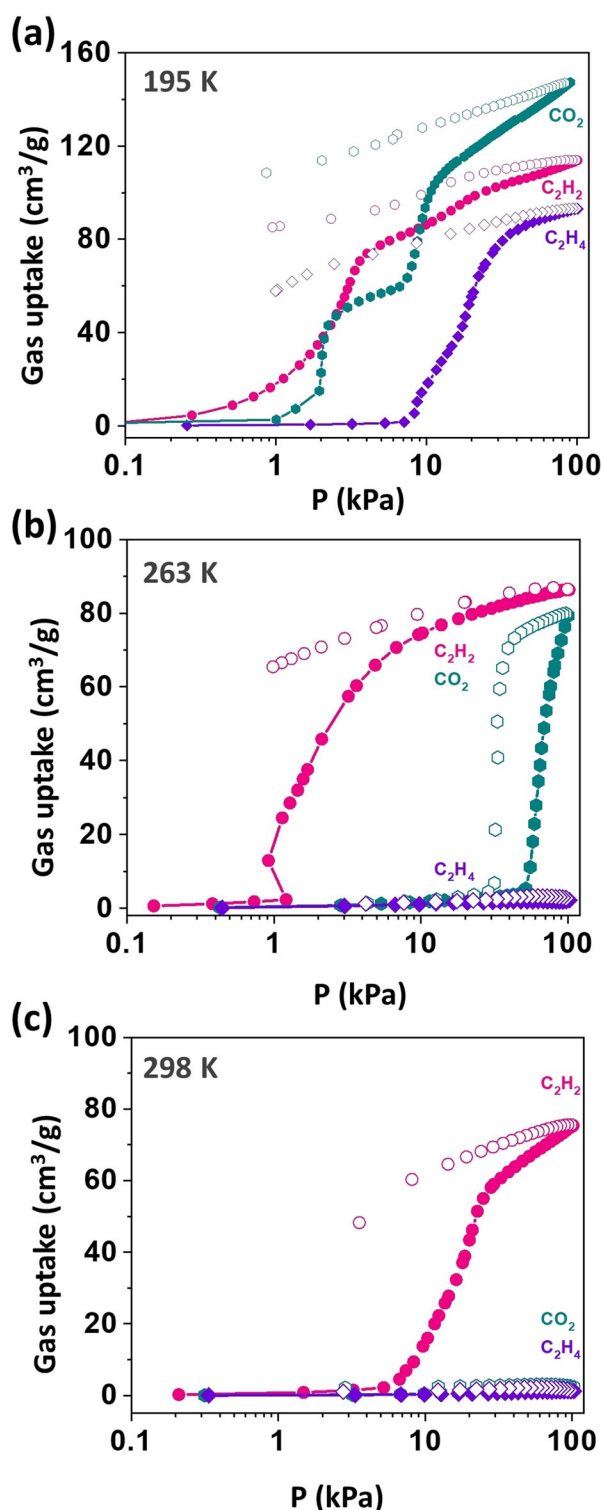 (a)
195 K
160
120
80
40
0
Gas uptake (cm³/g)
CO₂
C₂H₂
C₂H₄
0.1 1 10 100
P (kPa)
(b)
263 K
100
80
60
40
20
0
Gas uptake (cm³/g)
C₂H₂
CO₂
C₂H₄
0.1 1 10 100
P (kPa)
(c)
298 K
100
80
60
40
20
0
Gas uptake (cm³/g)
C₂H₂
CO₂
C₂H₄
0.1 1 10 100
P (kPa)